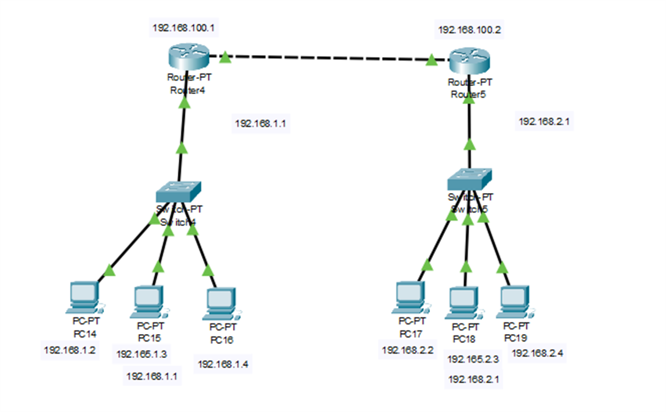 192.168.100.1
192.168.100.2
Router-PT
Router4
Router-PT
Router5
192.168.1.1
192.168.2.1
Switch-PT
Switch4
Switch-PT
Switch5
PC-PT
PC14
PC-PT
PC15
PC-PT
PC16
PC-PT
PC17
PC-PT
PC18
PC-PT
PC19
192.168.1.2
192.165.1.3
192.168.1.4
192.168.1.1
192.168.2.2
192.165.2.3
192.168.2.4
192.168.2.1